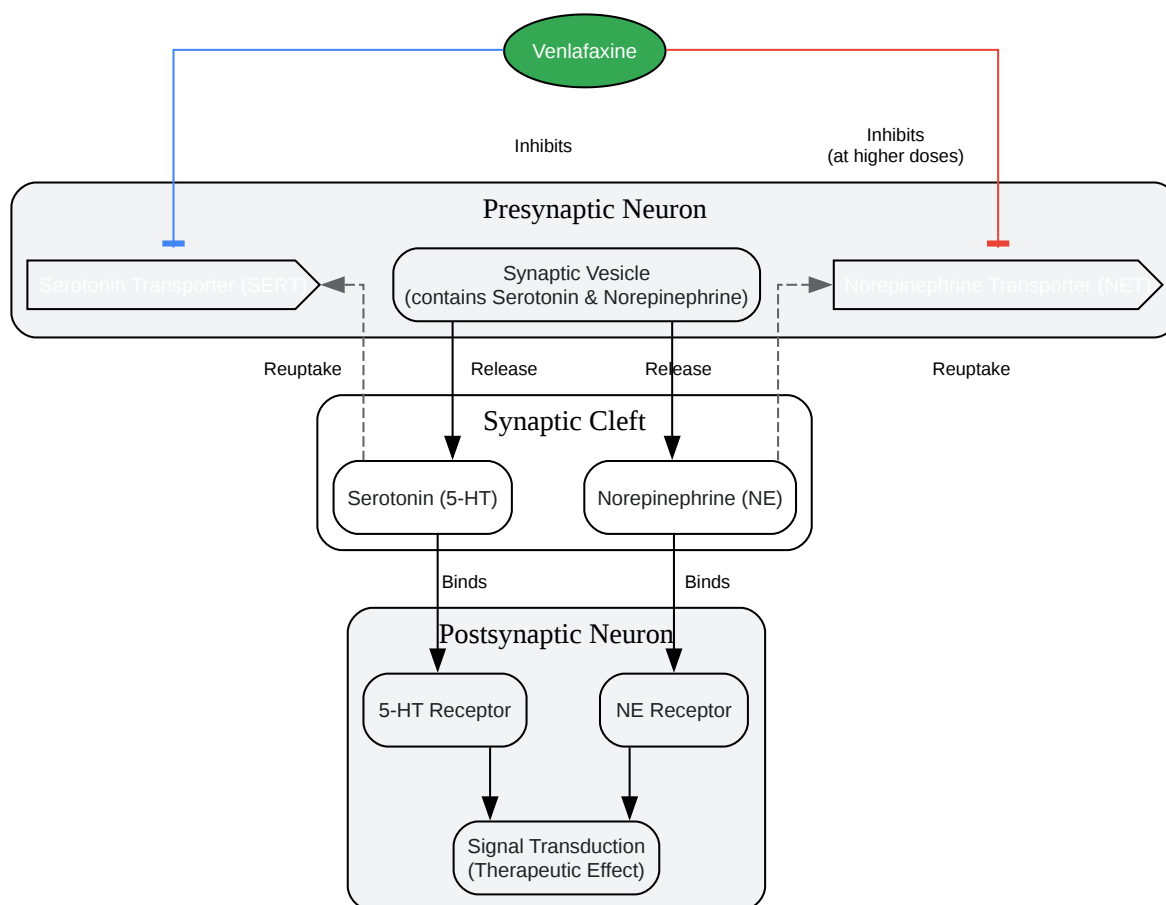 Venlafaxine
Inhibits
Inhibits
(at higher doses)
Presynaptic Neuron
Serotonin Transporter (SERT)
Synaptic Vesicle
(contains Serotonin & Norepinephrine)
Norepinephrine Transporter (NET)
Reuptake
Release
Release
Reuptake
Synaptic Cleft
Serotonin (5-HT)
Norepinephrine (NE)
Binds
Binds
Postsynaptic Neuron
5-HT Receptor
NE Receptor
Signal Transduction
(Therapeutic Effect)